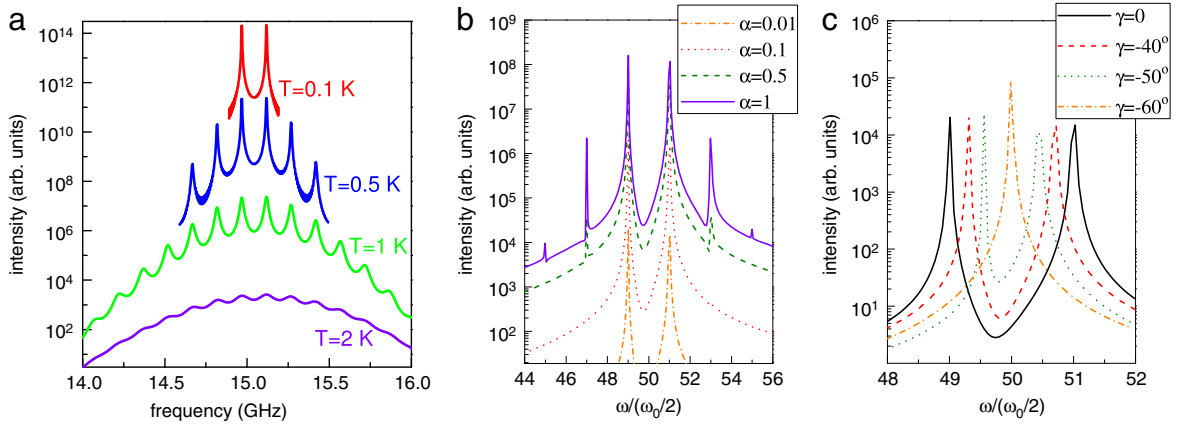 a
intensity (arb. units)
10^14
10^12
10^10
10^8
10^6
10^4
10^2
T=0.1 K
T=0.5 K
T=1 K
T=2 K
14.0 14.5 15.0 15.5 16.0
frequency (GHz)
b
intensity (arb. units)
10^9
10^8
10^7
10^6
10^5
10^4
10^3
10^2
α=0.01
α=0.1
α=0.5
α=1
44 46 48 50 52 54 56
ω/(ω₀/2)
c
intensity (arb. units)
10^6
10^5
10^4
10^3
10^2
10^1
γ=0
γ=-40°
γ=-50°
γ=-60°
48 49 50 51 52
ω/(ω₀/2)